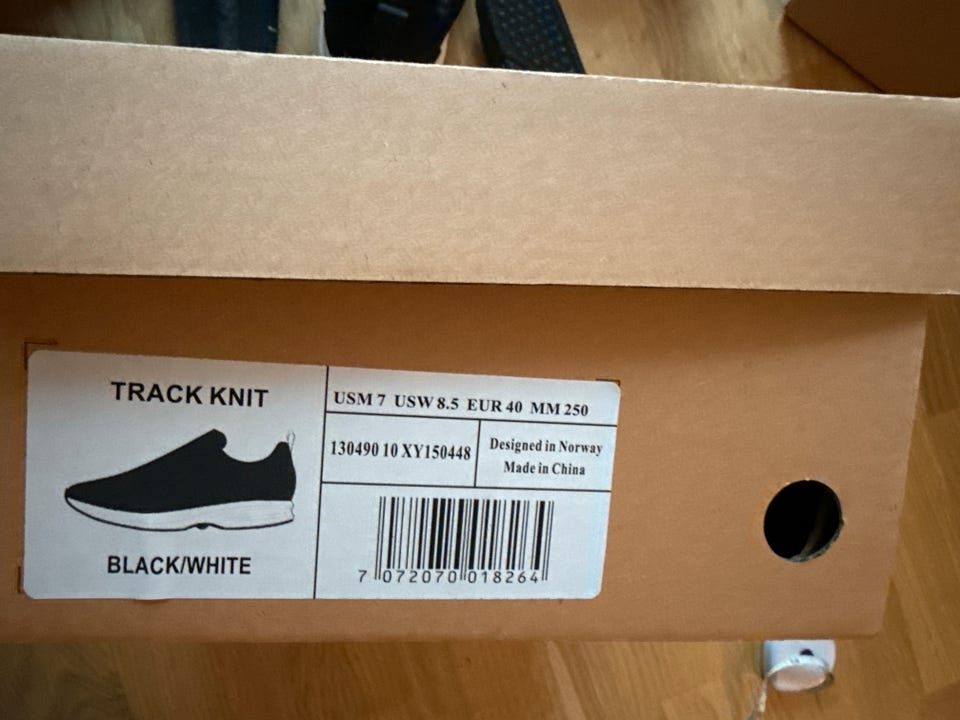 TRACK KNIT
BLACK/WHITE
USM 7 USW 8.5 EUR 40 MM 250
130490 10 XY150448
Designed in Norway
Made in China
7 072070 018264